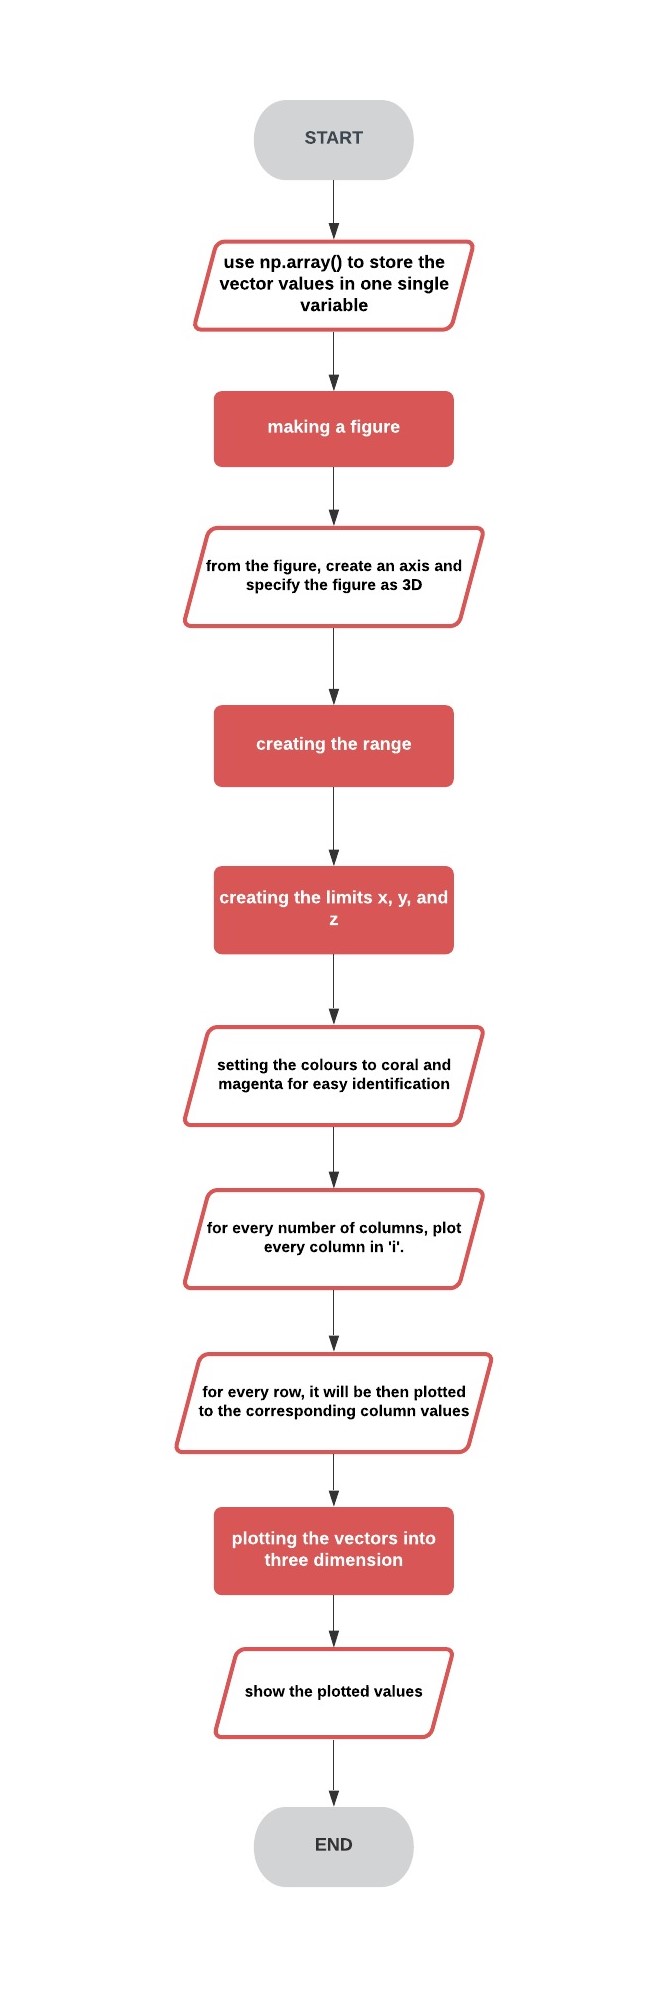 START
use np.array() to store the
vector values in one single
variable
making a figure
from the figure, create an axis and
specify the figure as 3D
creating the range
creating the limits x, y, and
z
setting the colours to coral and
magenta for easy identification
for every number of columns, plot
every column in 'i'.
for every row, it will be then plotted
to the corresponding column values
plotting the vectors into
three dimension
show the plotted values
END